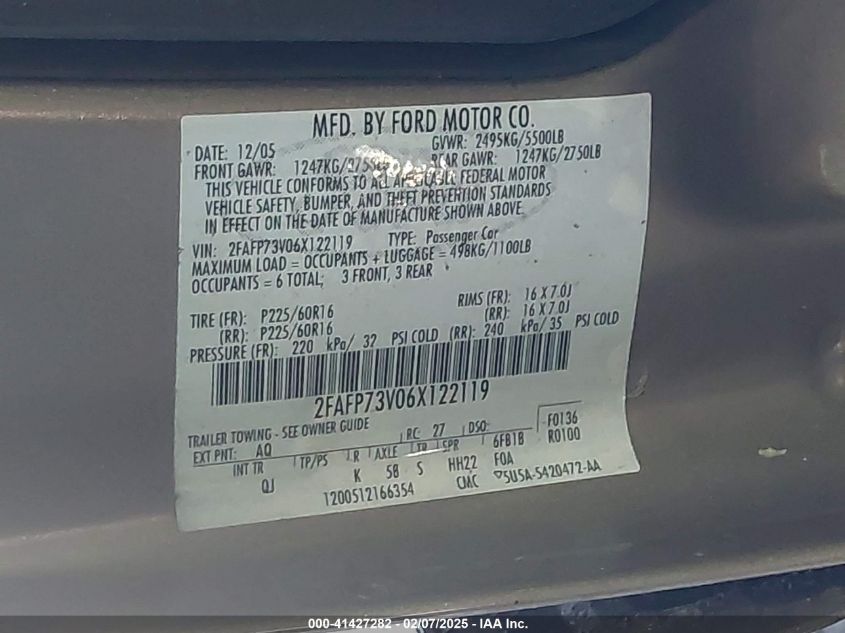 MFD. BY FORD MOTOR CO.
DATE: 12/05 GVWR: 2495KG/5500LB
FRONT GAWR: 1247KG/ REAR GAWR: 1247KG/2750LB
THIS VEHICLE CONFORMS TO ALL APPLICABLE FEDERAL MOTOR
VEHICLE SAFETY, BUMPER, AND THEFT PREVENTION STANDARDS
IN EFFECT ON THE DATE OF MANUFACTURE SHOWN ABOVE
VIN: 2FAFP73V06X122119 TYPE: Passenger Car
MAXIMUM LOAD = OCCUPANTS + LUGGAGE = 498KG/1100LB
OCCUPANTS = 6 TOTAL; 3 FRONT, 3 REAR
TIRE (FR): P225/60R16 RIMS (FR): 16 X 7.0J
(RR): P225/60R16 (RR): 16 X 7.0J
PRESSURE (FR): 220 kPa/ 32 PSI COLD (RR): 240 kPa/ 35 PSI COLD
2FAFP73V06X122119
TRAILER TOWING - SEE OWNER GUIDE
EXT PNT: AQ RC: 27 DSO: F0136
INT TR TP/PS R AXLE TR SPR 6FB1B R0100
QJ K 58 S HH22 FOA
1200512166354 CMC ▽5U5A-5420472-AA
000-41427282 - 02/07/2025 - IAA Inc.